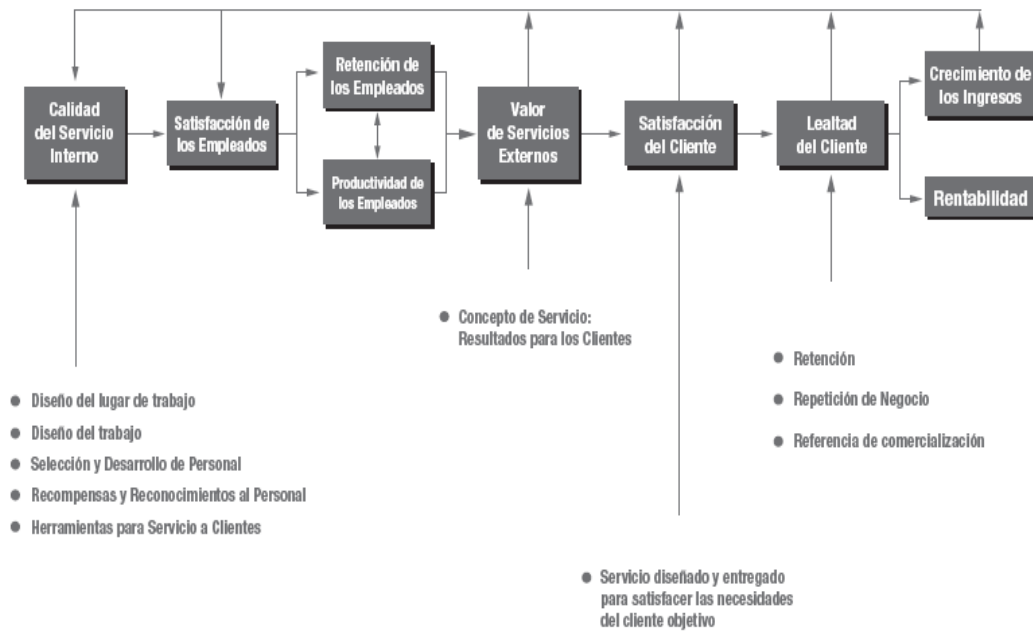 Calidad
del Servicio
Interno
Satisfacción de
los Empleados
Retención de
los Empleados
Productividad de
los Empleados
Valor
de Servicios
Externos
Satisfacción
del Cliente
Lealtad
del Cliente
Crecimiento de
los Ingresos
Rentabilidad
● Diseño del lugar de trabajo
● Diseño del trabajo
● Selección y Desarrollo de Personal
● Recompensas y Reconocimientos al Personal
● Herramientas para Servicio a Clientes
● Concepto de Servicio:
Resultados para los Clientes
● Servicio diseñado y entregado
para satisfacer las necesidades
del cliente objetivo
● Retención
● Repetición de Negocio
● Referencia de comercialización